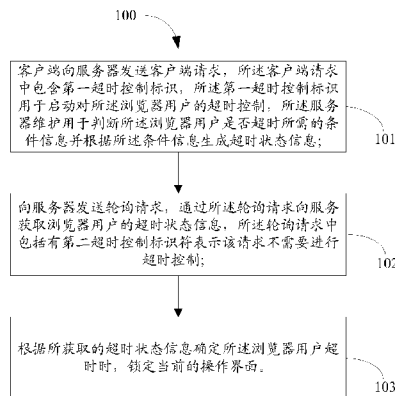 100
客户端向服务器发送客户端请求，所述客户端请求
中包含第一超时控制标识，所述第一超时控制标识
用于启动对所述浏览器用户的超时控制，所述服务
器维护用于判断所述浏览器用户是否超时所需的条
件信息并根据所述条件信息生成超时状态信息;
101
向服务器发送轮询请求，通过所述轮询请求向服务
获取浏览器用户的超时状态信息，所述轮询请求中
包括有第二超时控制标识符表示该请求不需要进行
超时控制;
102
根据所获取的超时状态信息确定所述浏览器用户超
时时，锁定当前的操作界面。
103